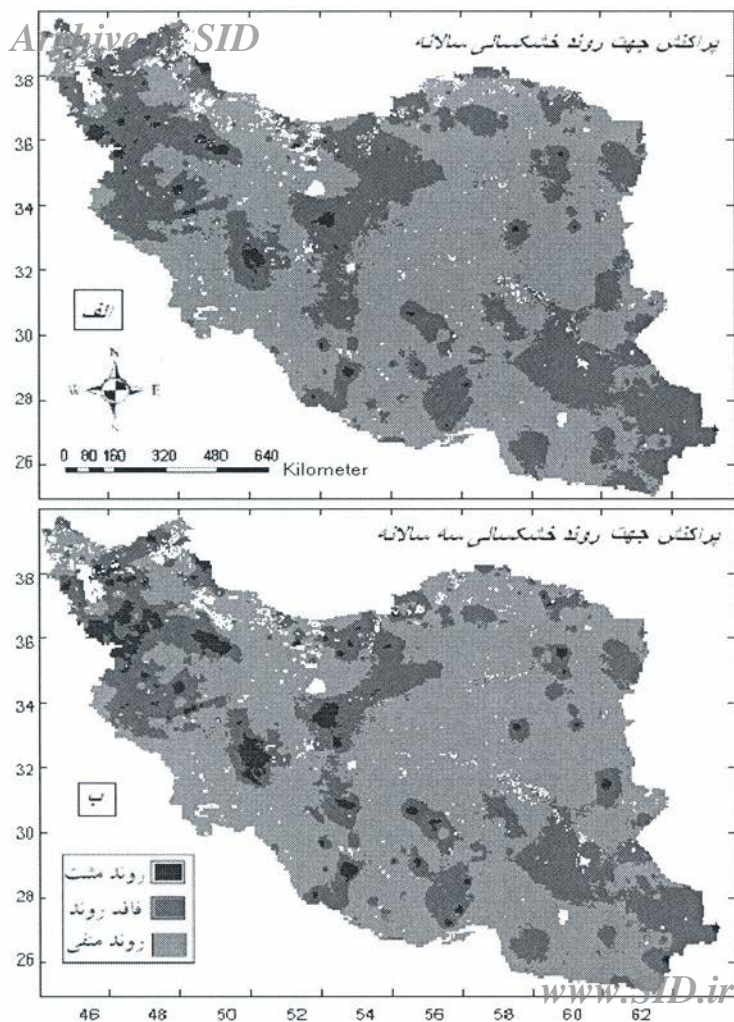 Archive of SID
پراکنش جهت روند خشکسالی سالانه
38
36
34
32
30
28
26
الف
N
W E
S
0 80 160 320 480 640
Kilometer
پراکنش جهت روند خشکسالی سه سالانه
38
36
34
32
30
28
26
ب
روند مثبت
فاقد روند
روند منفی
46 48 50 52 54 56 58 60 62
www.SID.ir